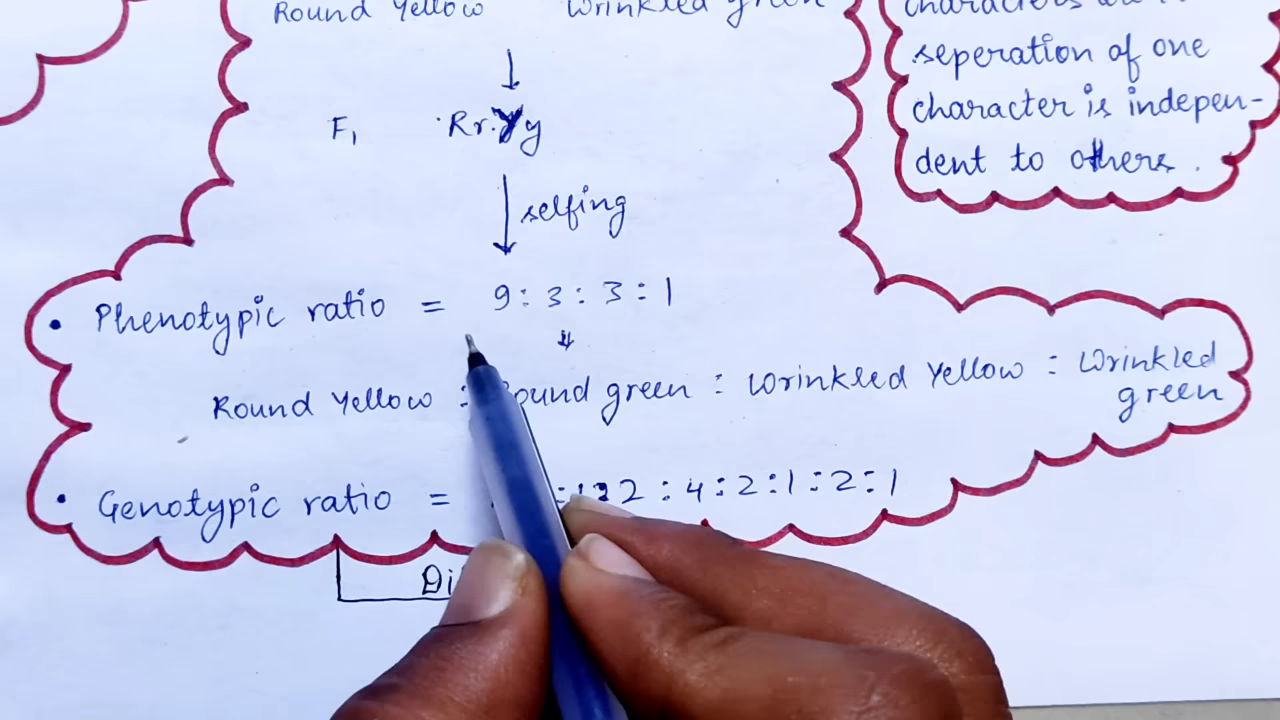 Round Yellow Wrinkled green
seperation of one
character is indepen-
dent to others.
F1 Rr.Yy
selfing
• Phenotypic ratio = 9 : 3 : 3 : 1
Round Yellow : Round green : Wrinkled Yellow : Wrinkled
green
• Genotypic ratio = 2 : 4 : 2 : 1 : 2 : 1